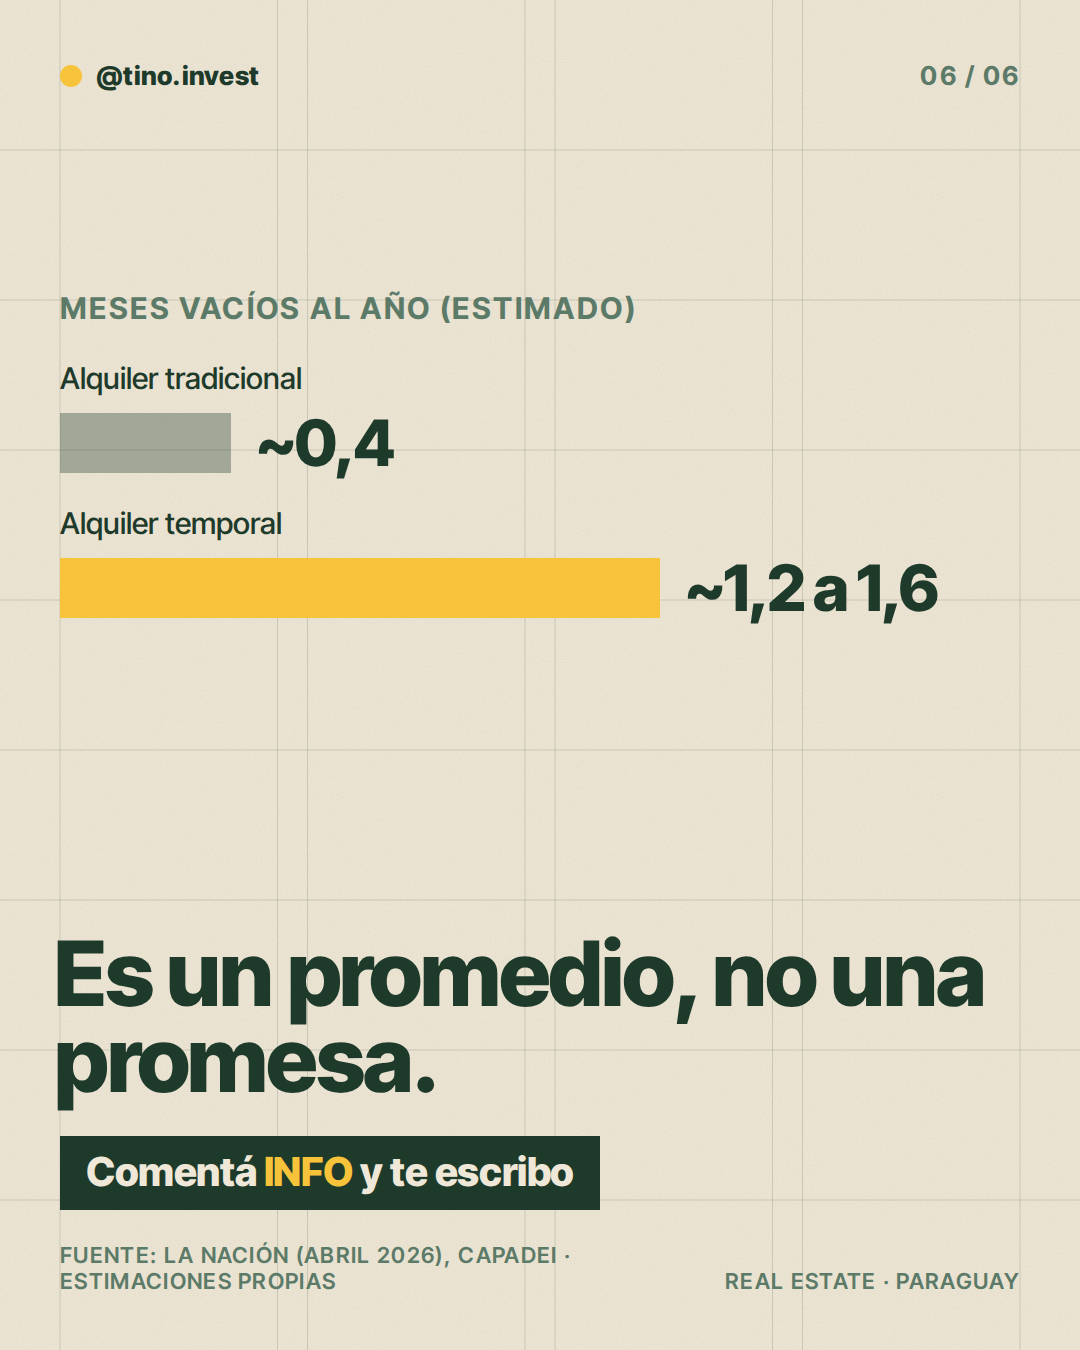 @tino.invest
06 / 06
MESES VACÍOS AL AÑO (ESTIMADO)
Alquiler tradicional
~0,4
Alquiler temporal
~1,2 a 1,6
Es un promedio, no una
promesa.
Comentá INFO y te escribo
FUENTE: LA NACIÓN (ABRIL 2026), CAPADEI ·
ESTIMACIONES PROPIAS
REAL ESTATE · PARAGUAY